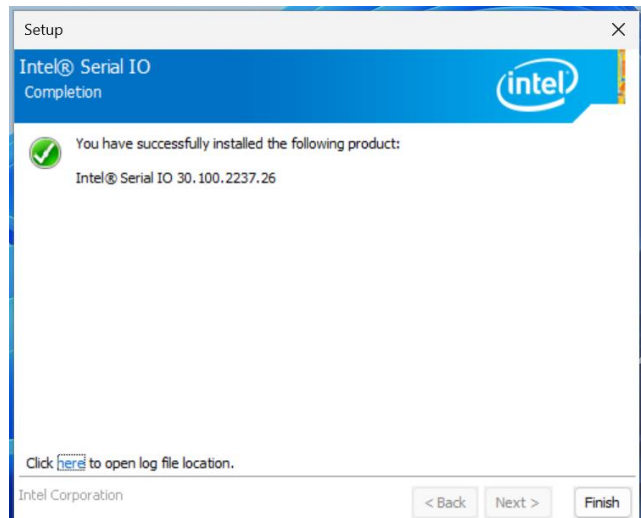 Setup
Intel® Serial IO
Completion
intel
You have successfully installed the following product:
Intel® Serial IO 30.100.2237.26
Click here to open log file location.
Intel Corporation
< Back
Next >
Finish